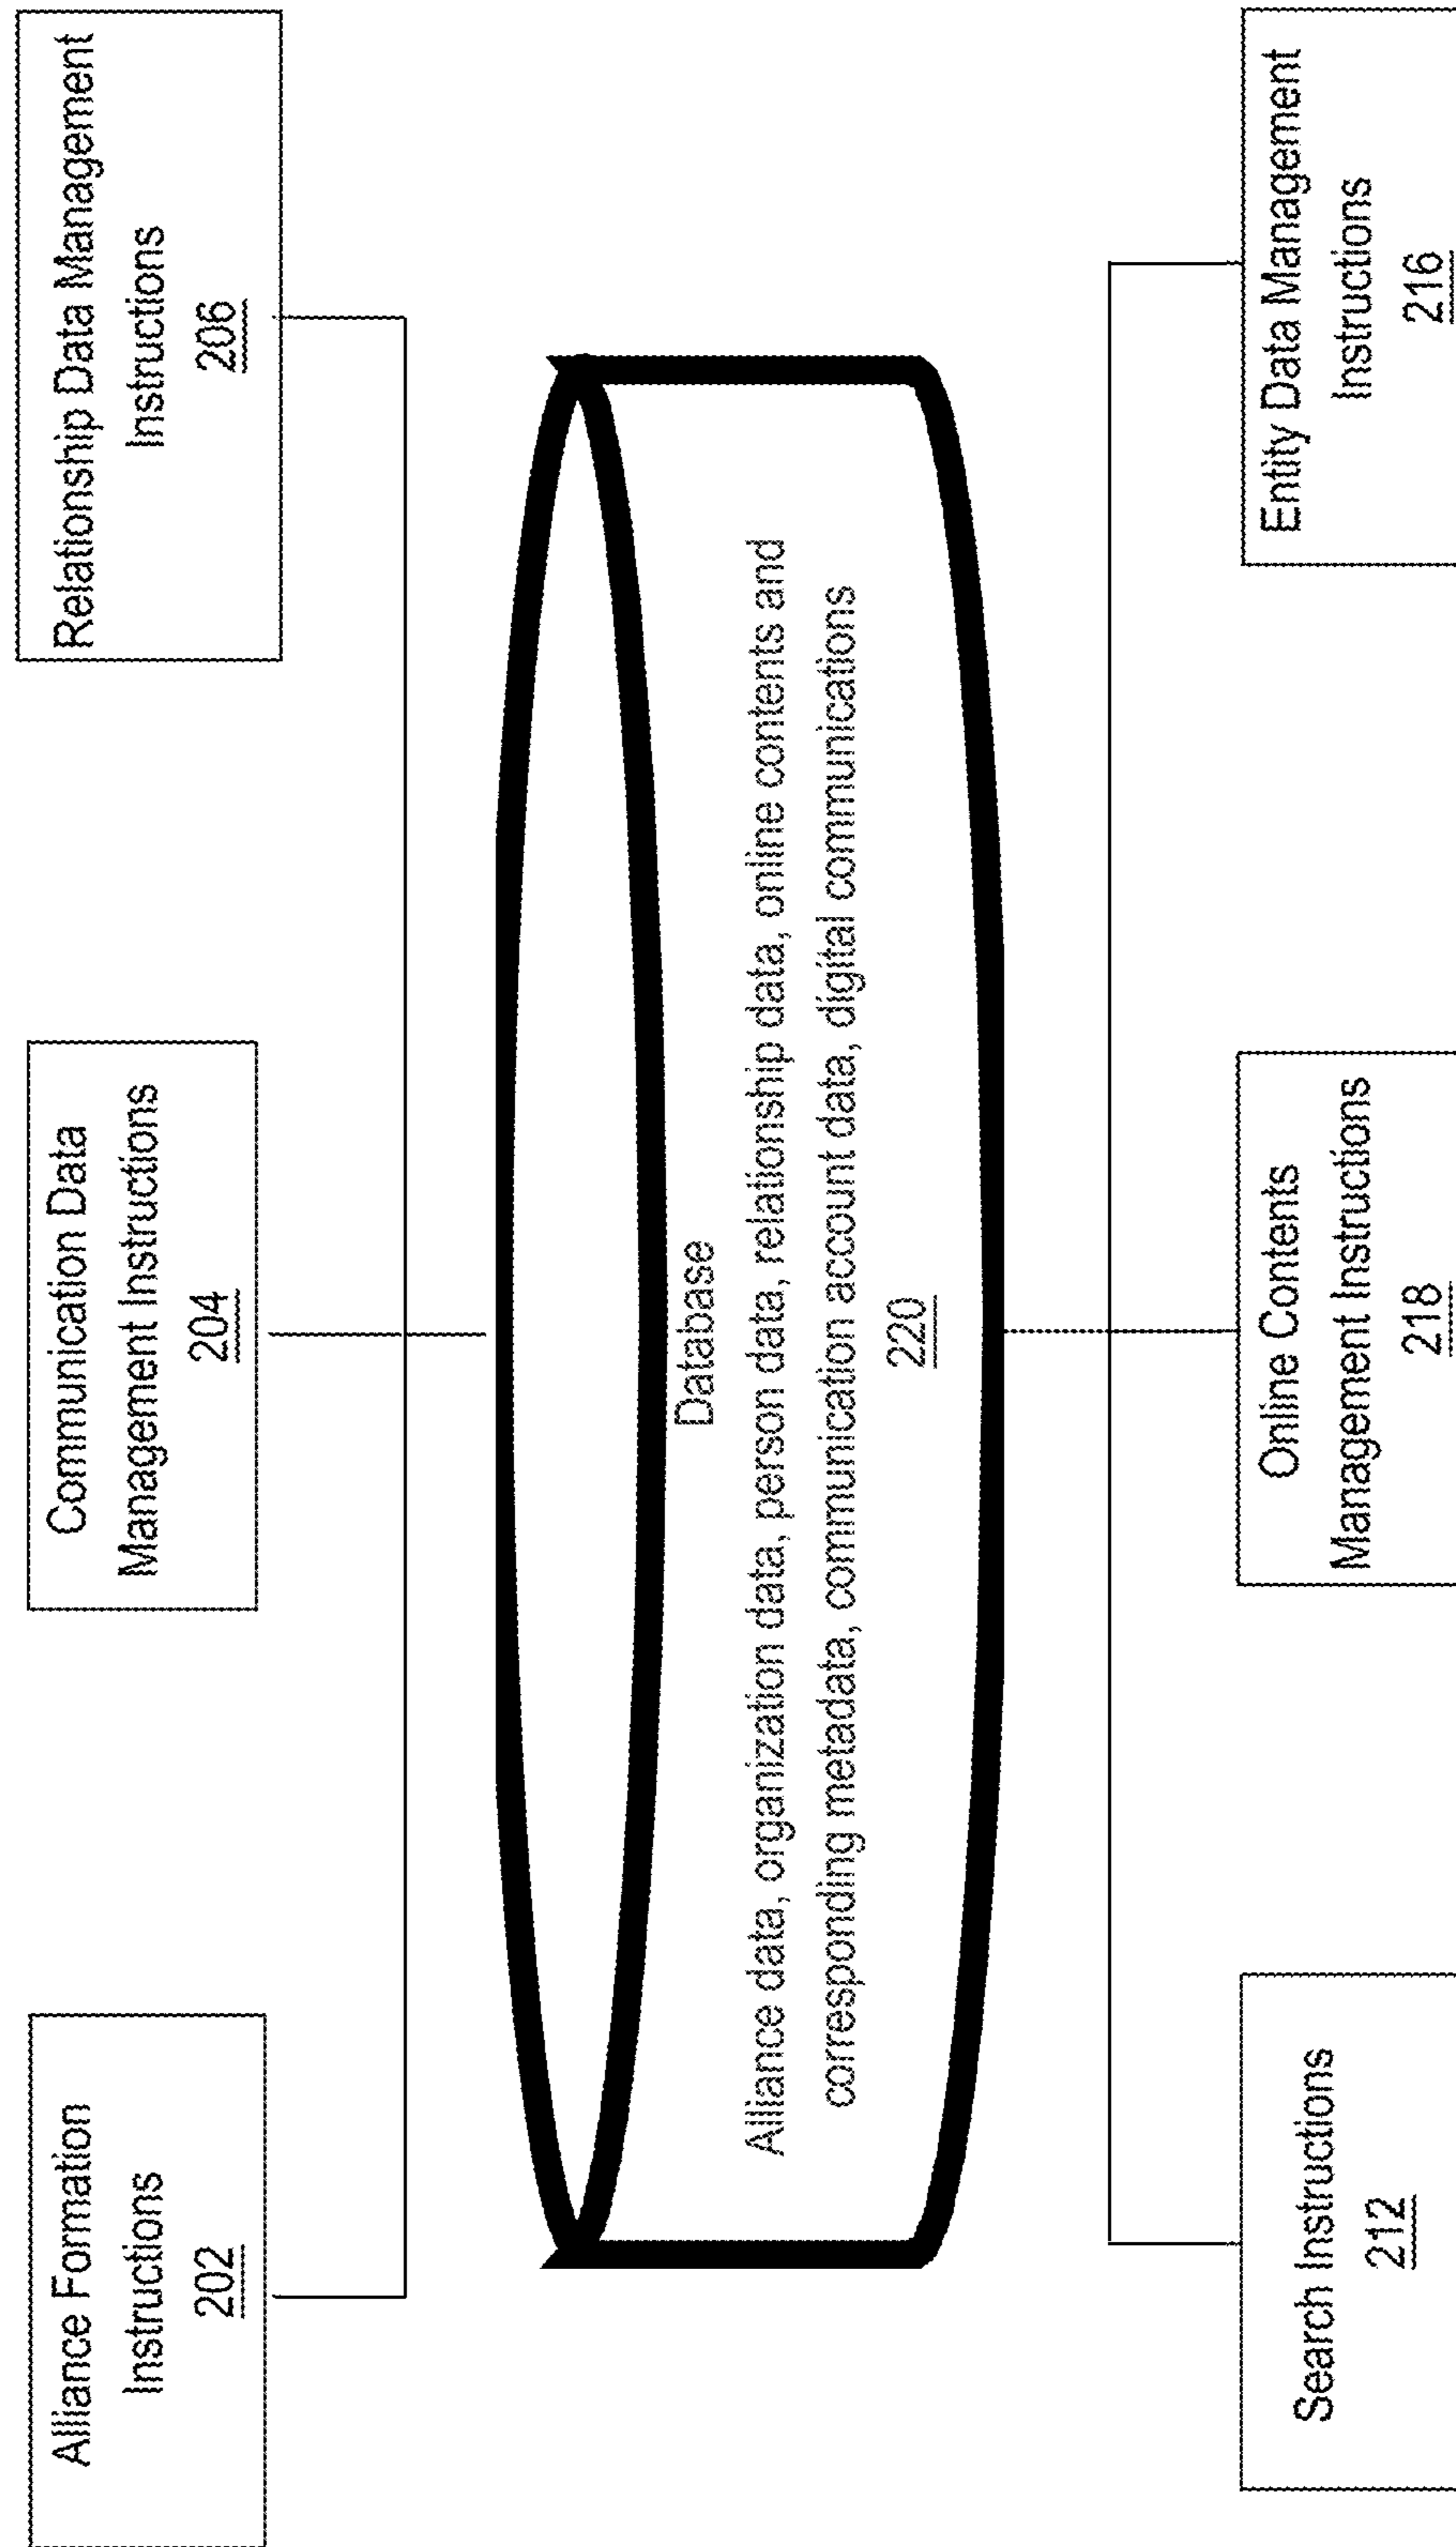 Alliance Formation
Instructions
202
Communication Data
Management Instructions
204
Relationship Data Management
Instructions
206
Database
Alliance data, organization data, person data, relationship data, online contents and
corresponding metadata, communication account data, digital communications
220
Search Instructions
212
Online Contents
Management Instructions
218
Entity Data Management
Instructions
216